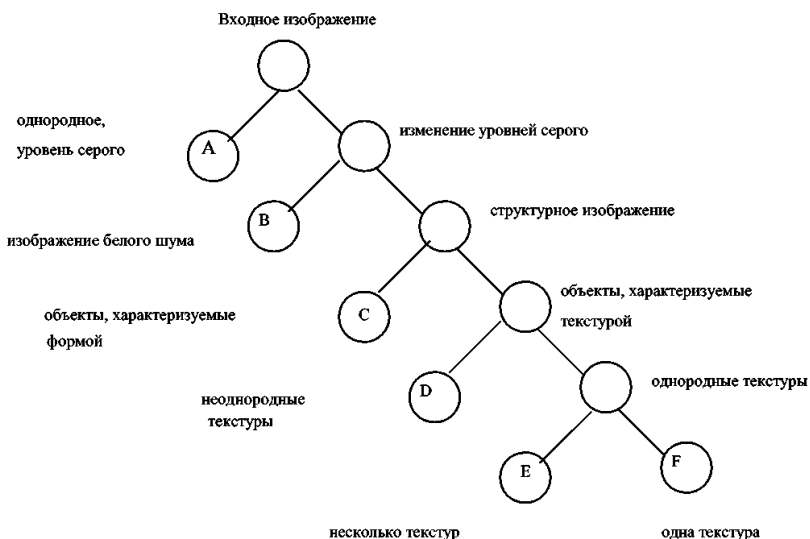 Входное изображение
однородное,
уровень серого
A
изменение уровней серого
B
изображение белого шума
структурное изображение
C
объекты, характеризуемые
формой
объекты, характеризуемые
текстурой
D
неоднородные
текстуры
однородные текстуры
E
F
несколько текстур
одна текстура